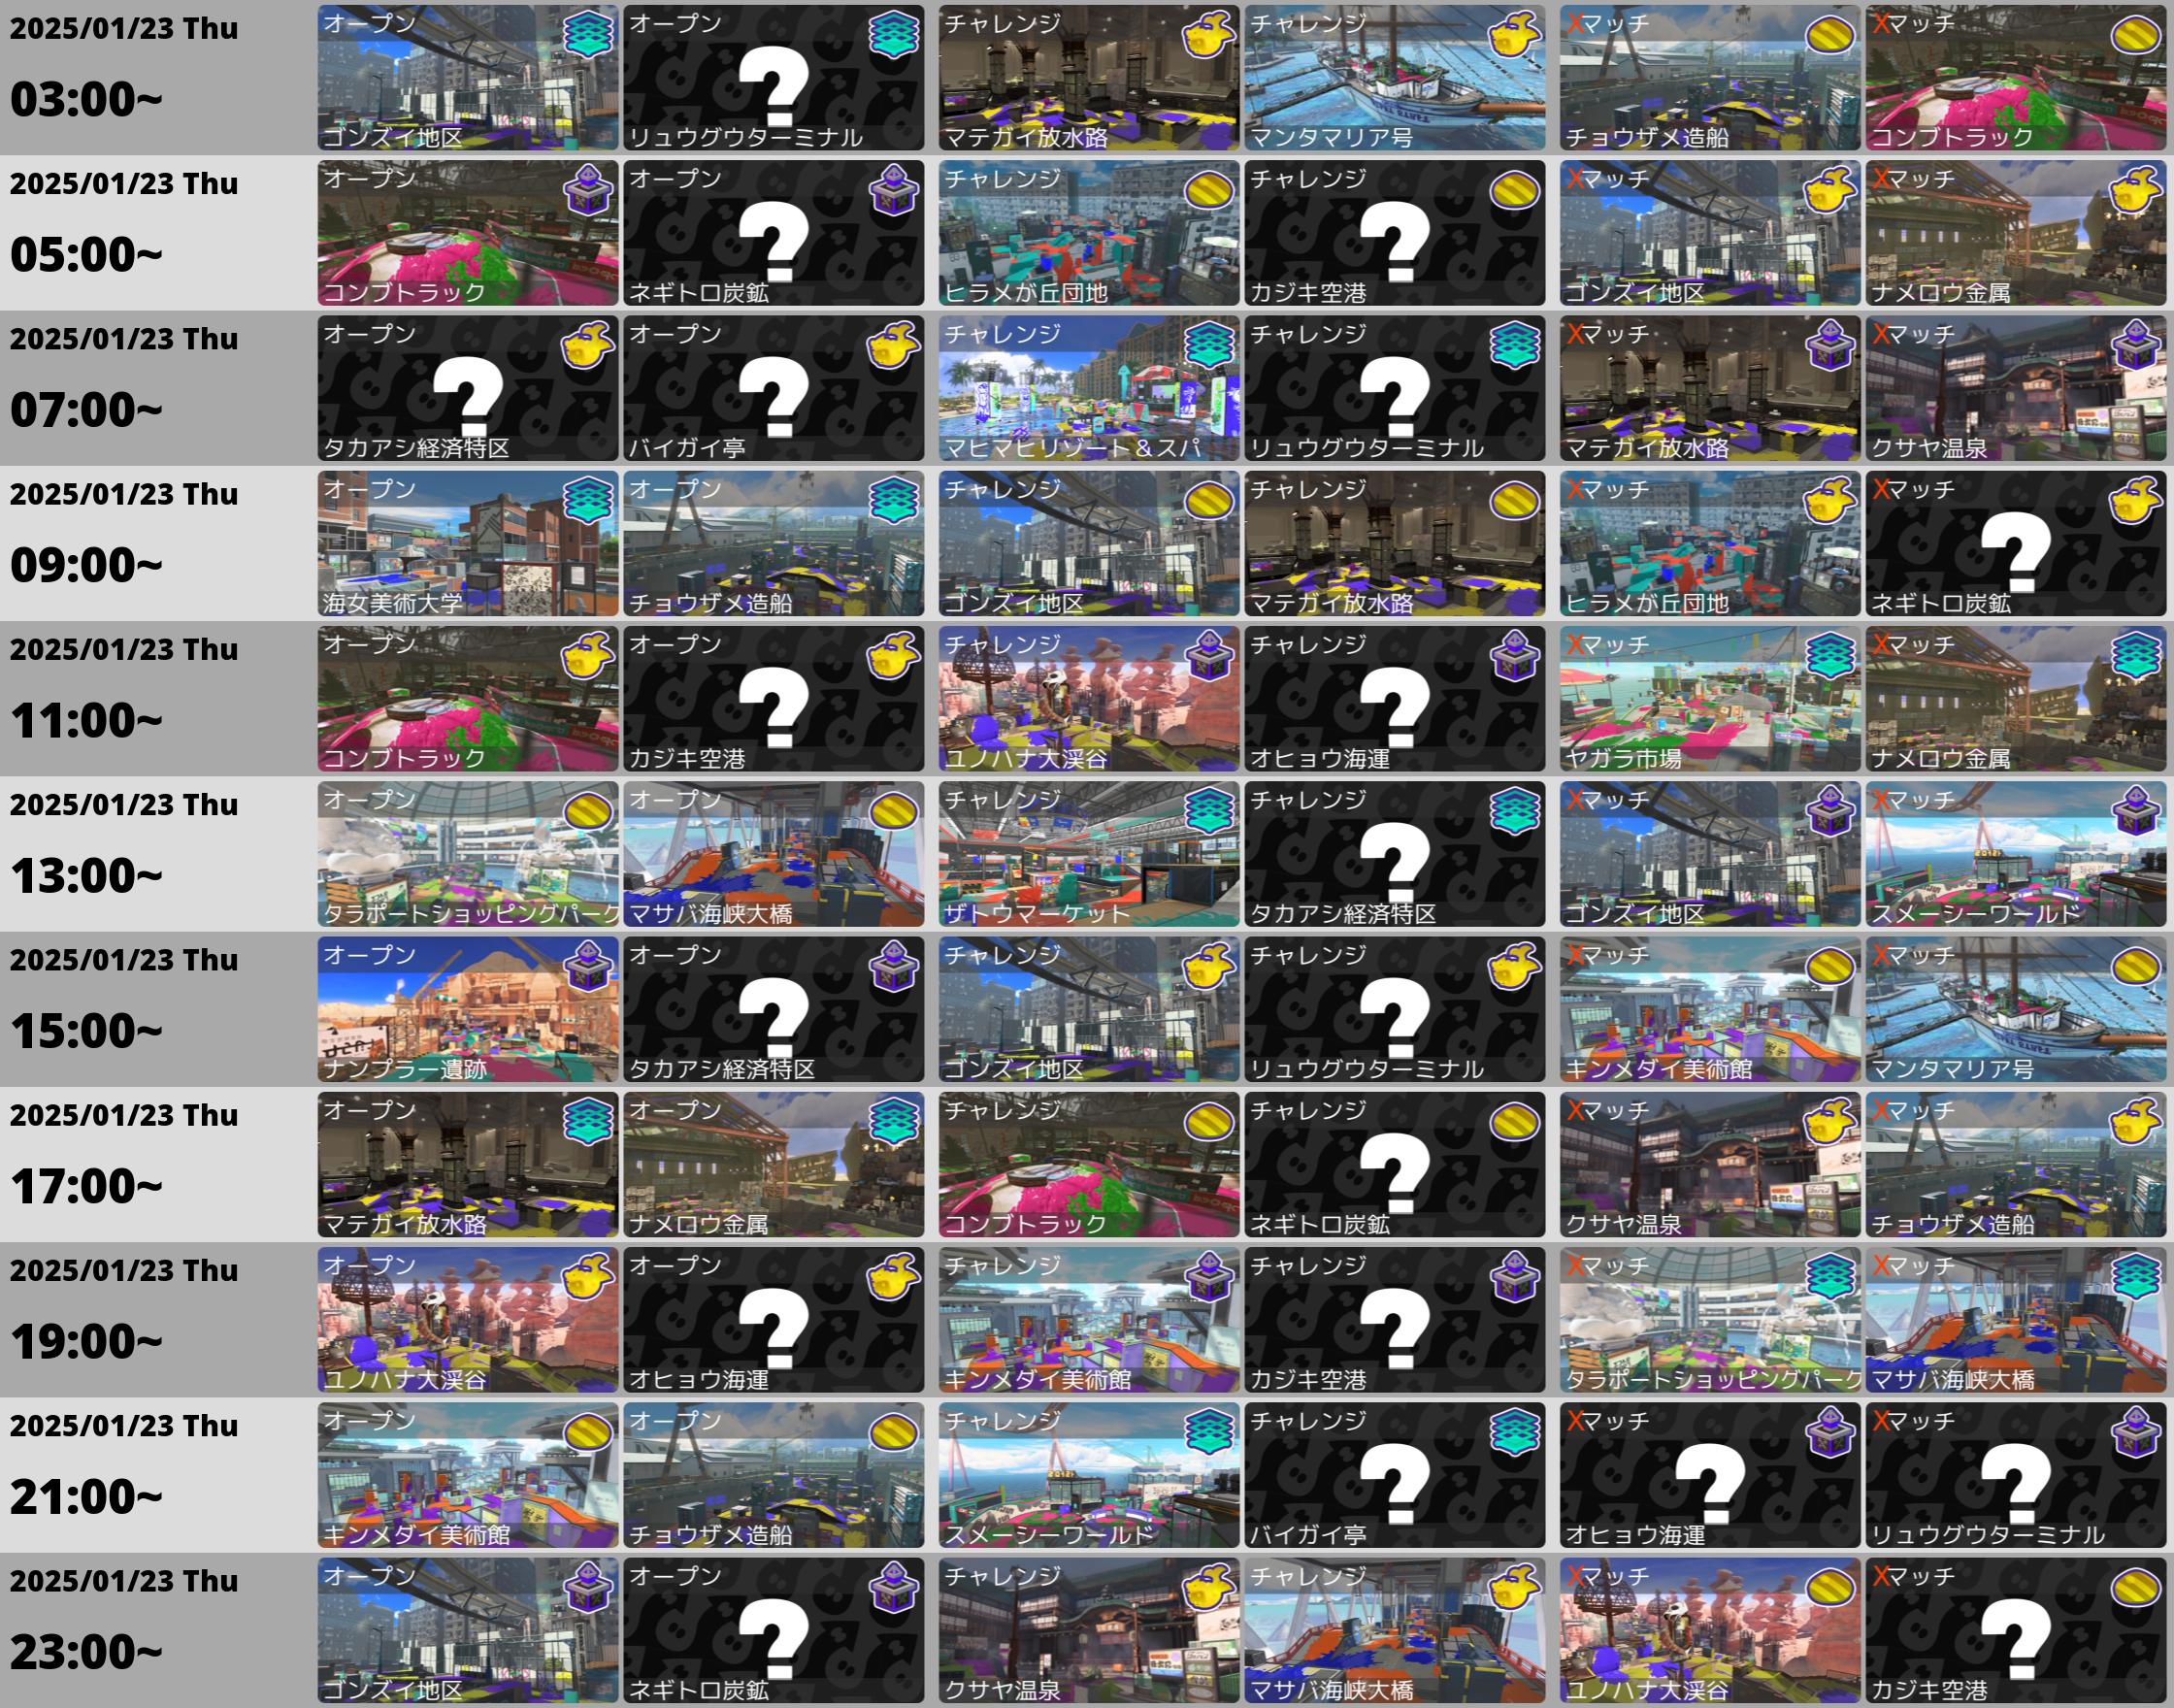 2025/01/23 Thu
03:00~
オープン
ゴンズイ地区
オープン
リュウグウターミナル
チャレンジ
マテガイ放水路
チャレンジ
マンタマリア号
Xマッチ
チョウザメ造船
Xマッチ
コンブトラック
2025/01/23 Thu
05:00~
オープン
コンブトラック
オープン
ネギトロ炭鉱
チャレンジ
ヒラメが丘団地
チャレンジ
カジキ空港
Xマッチ
ゴンズイ地区
Xマッチ
ナメロウ金属
2025/01/23 Thu
07:00~
オープン
タカアシ経済特区
オープン
バイガイ亭
チャレンジ
マヒマヒリゾート＆スパ
チャレンジ
リュウグウターミナル
Xマッチ
マテガイ放水路
Xマッチ
クサヤ温泉
2025/01/23 Thu
09:00~
オープン
海女美術大学
オープン
チョウザメ造船
チャレンジ
ゴンズイ地区
チャレンジ
マテガイ放水路
Xマッチ
ヒラメが丘団地
Xマッチ
ネギトロ炭鉱
2025/01/23 Thu
11:00~
オープン
コンブトラック
オープン
カジキ空港
チャレンジ
ユノハナ大渓谷
チャレンジ
オヒョウ海運
Xマッチ
ヤガラ市場
Xマッチ
ナメロウ金属
2025/01/23 Thu
13:00~
オープン
タラポートショッピングパーク
オープン
マサバ海峡大橋
チャレンジ
ザトウマーケット
チャレンジ
タカアシ経済特区
Xマッチ
ゴンズイ地区
Xマッチ
スメーシーワールド
2025/01/23 Thu
15:00~
オープン
ナンプラー遺跡
オープン
タカアシ経済特区
チャレンジ
ゴンズイ地区
チャレンジ
リュウグウターミナル
Xマッチ
キンメダイ美術館
Xマッチ
マンタマリア号
2025/01/23 Thu
17:00~
オープン
マテガイ放水路
オープン
ナメロウ金属
チャレンジ
コンブトラック
チャレンジ
ネギトロ炭鉱
Xマッチ
クサヤ温泉
Xマッチ
チョウザメ造船
2025/01/23 Thu
19:00~
オープン
ユノハナ大渓谷
オープン
オヒョウ海運
チャレンジ
キンメダイ美術館
チャレンジ
カジキ空港
Xマッチ
タラポートショッピングパーク
Xマッチ
マサバ海峡大橋
2025/01/23 Thu
21:00~
オープン
キンメダイ美術館
オープン
チョウザメ造船
チャレンジ
スメーシーワールド
チャレンジ
バイガイ亭
Xマッチ
オヒョウ海運
Xマッチ
リュウグウターミナル
2025/01/23 Thu
23:00~
オープン
ゴンズイ地区
オープン
ネギトロ炭鉱
チャレンジ
クサヤ温泉
チャレンジ
マサバ海峡大橋
Xマッチ
ユノハナ大渓谷
Xマッチ
カジキ空港